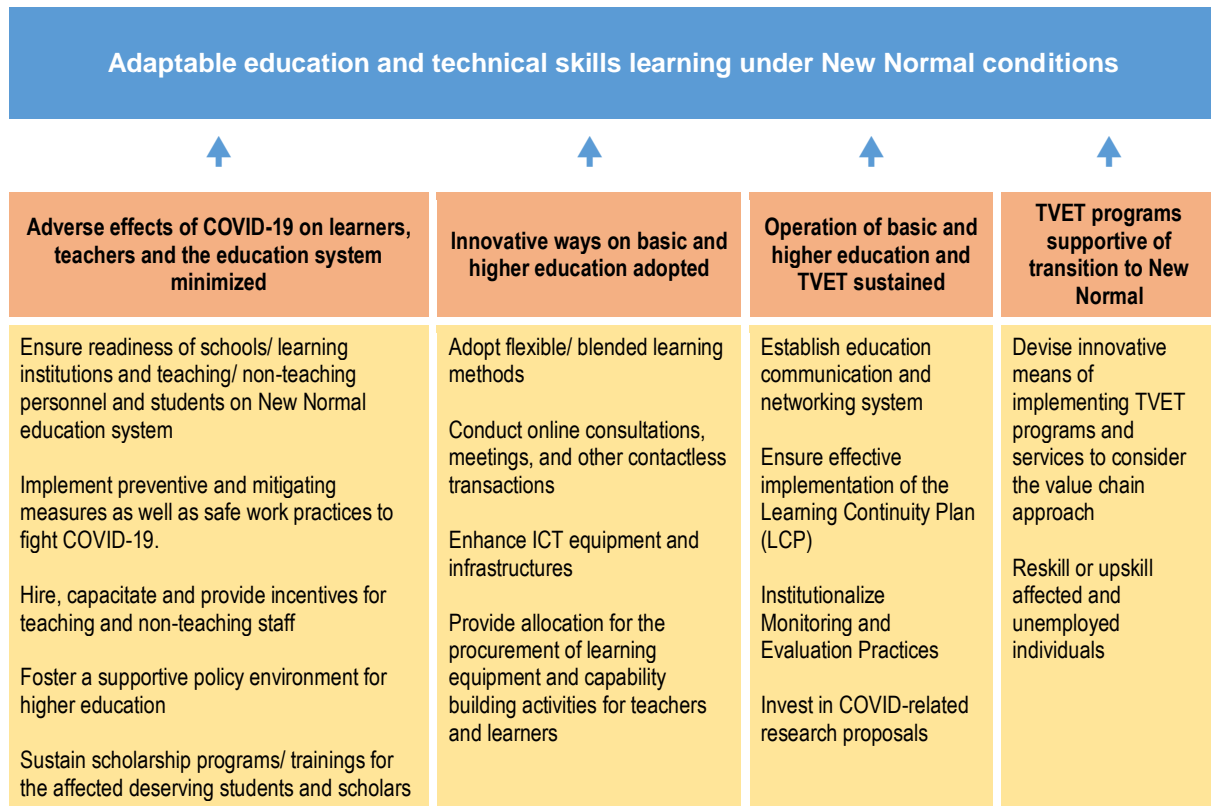 Adaptable education and technical skills learning under New Normal conditions
Adverse effects of COVID-19 on learners,
teachers and the education system
minimized
Ensure readiness of schools/ learning
institutions and teaching/ non-teaching
personnel and students on New Normal
education system
Implement preventive and mitigating
measures as well as safe work practices to
fight COVID-19.
Hire, capacitate and provide incentives for
teaching and non-teaching staff
Foster a supportive policy environment for
higher education
Sustain scholarship programs/ trainings for
the affected deserving students and scholars
Innovative ways on basic and
higher education adopted
Adopt flexible/ blended learning
methods
Conduct online consultations,
meetings, and other contactless
transactions
Enhance ICT equipment and
infrastructures
Provide allocation for the
procurement of learning
equipment and capability
building activities for teachers
and learners
Operation of basic and
higher education and
TVET sustained
Establish education
communication and
networking system
Ensure effective
implementation of the
Learning Continuity Plan
(LCP)
Institutionalize
Monitoring and
Evaluation Practices
Invest in COVID-related
research proposals
TVET programs
supportive of
transition to New
Normal
Devise innovative
means of
implementing TVET
programs and
services to consider
the value chain
approach
Reskill or upskill
affected and
unemployed
individuals